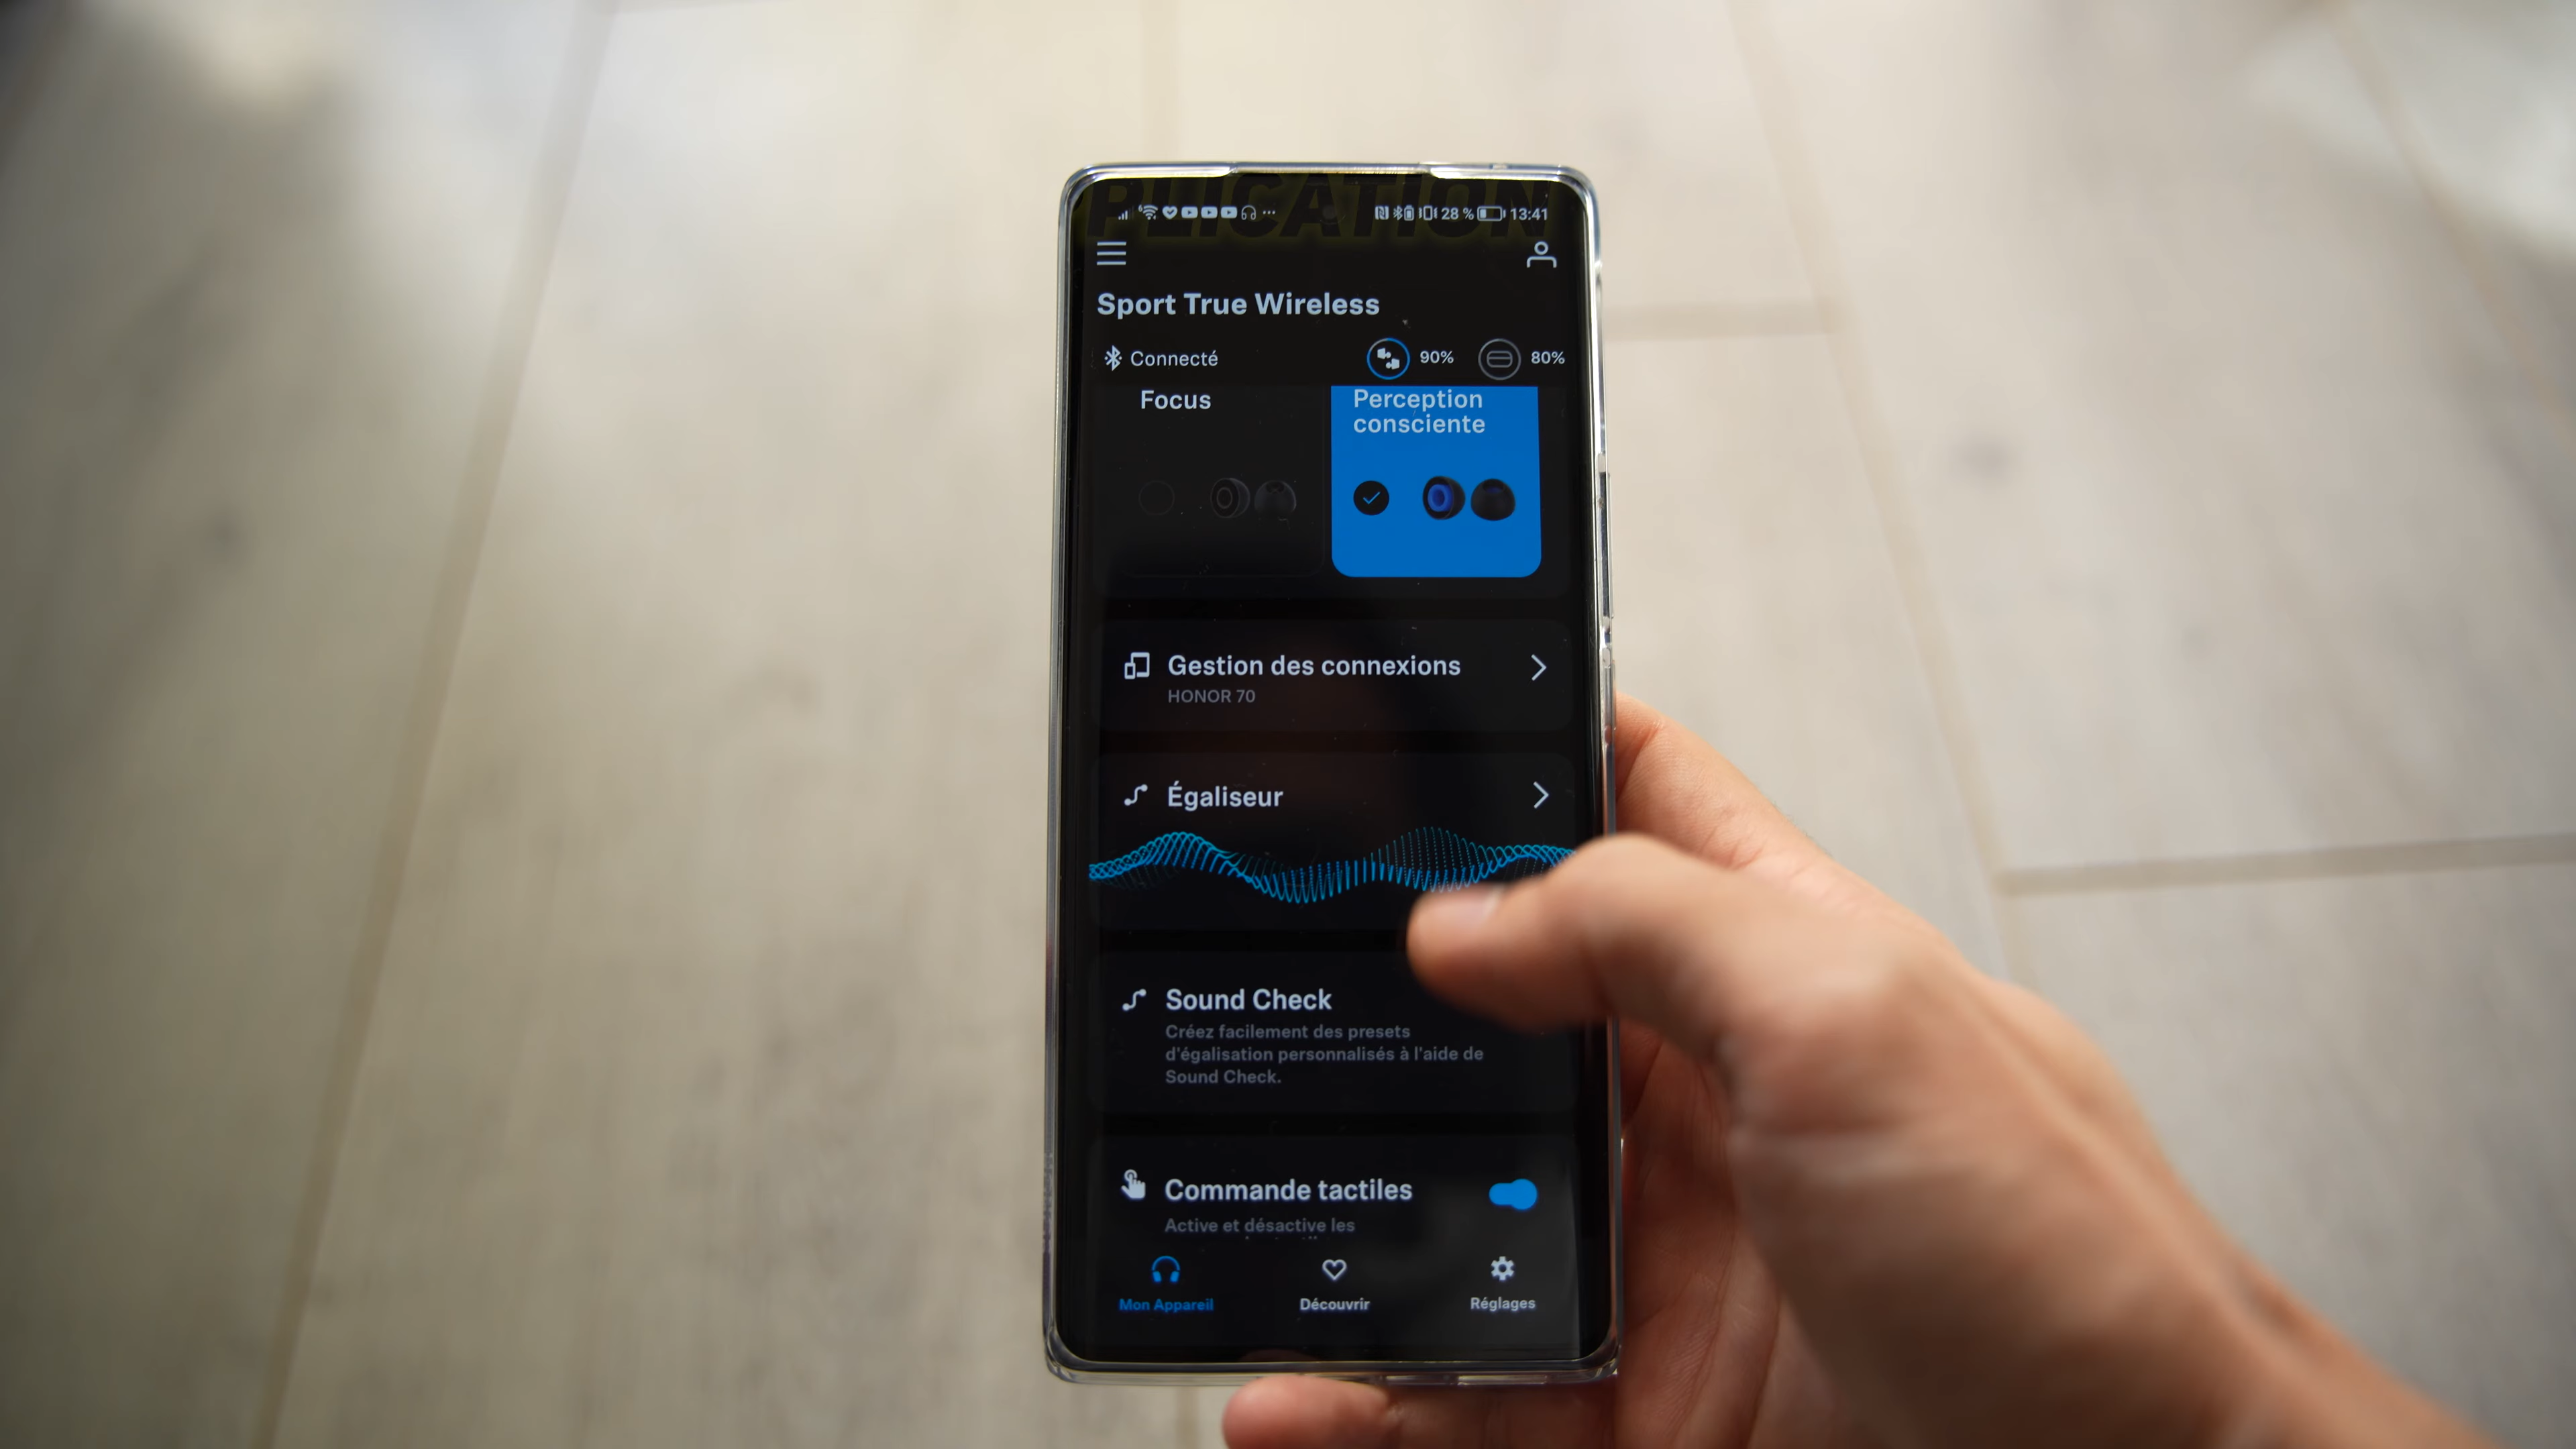 PLICATION
28 % 13:41
Sport True Wireless
Connecté 90% 80%
Focus
Perception
consciente
Gestion des connexions
HONOR 70
Égaliseur
Sound Check
Créez facilement des presets
d'égalisation personnalisés à l'aide de
Sound Check.
Commande tactiles
Active et désactive les
Mon Appareil Découvrir Réglages